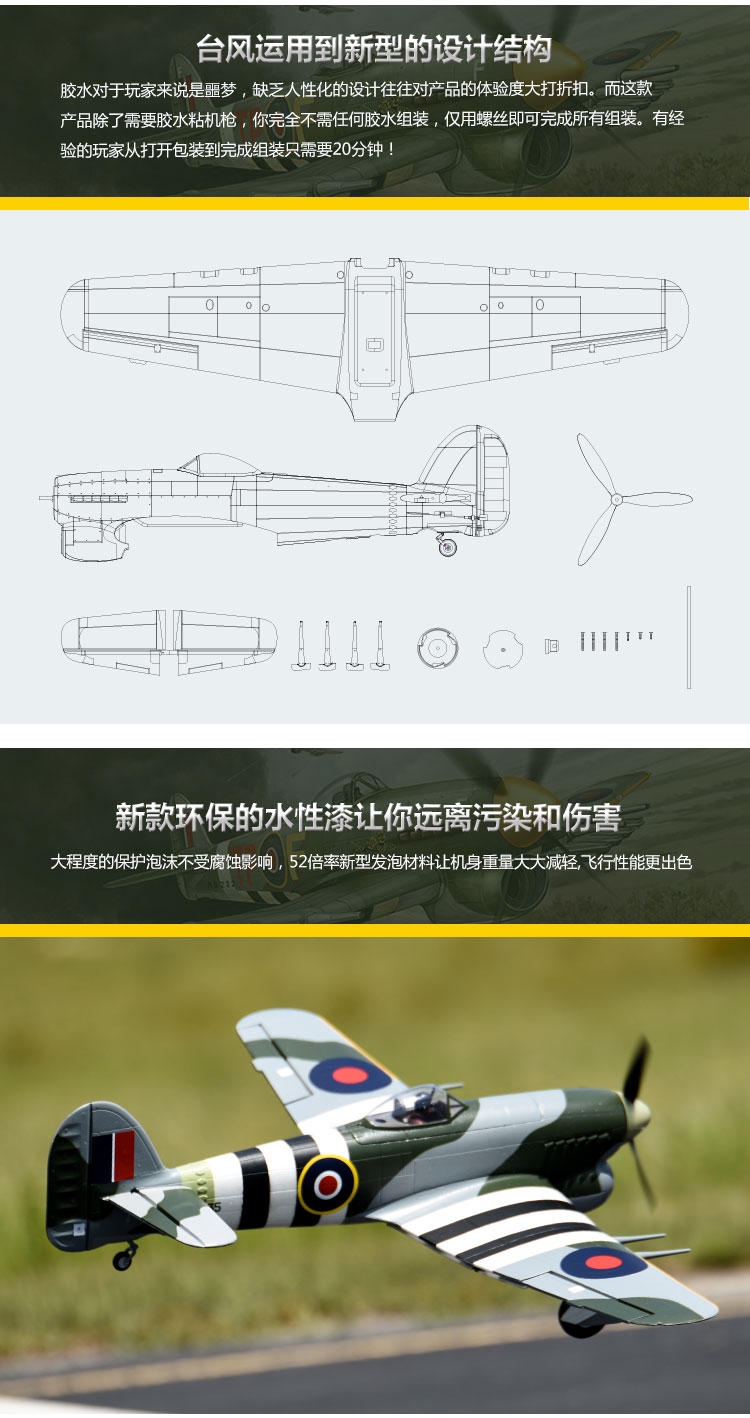 台风运用到新型的设计结构
胶水对于玩家来说是噩梦，缺乏人性化的设计往往对产品的体验度大打折扣。而这款
产品除了需要胶水粘机枪，你完全不需任何胶水组装，仅用螺丝即可完成所有组装。有经
验的玩家从打开包装到完成组装只需要20分钟！
新款环保的水性漆让你远离污染和伤害
大程度的保护泡沫不受腐蚀影响，52倍率新型发泡材料让机身重量大大减轻,飞行性能更出色